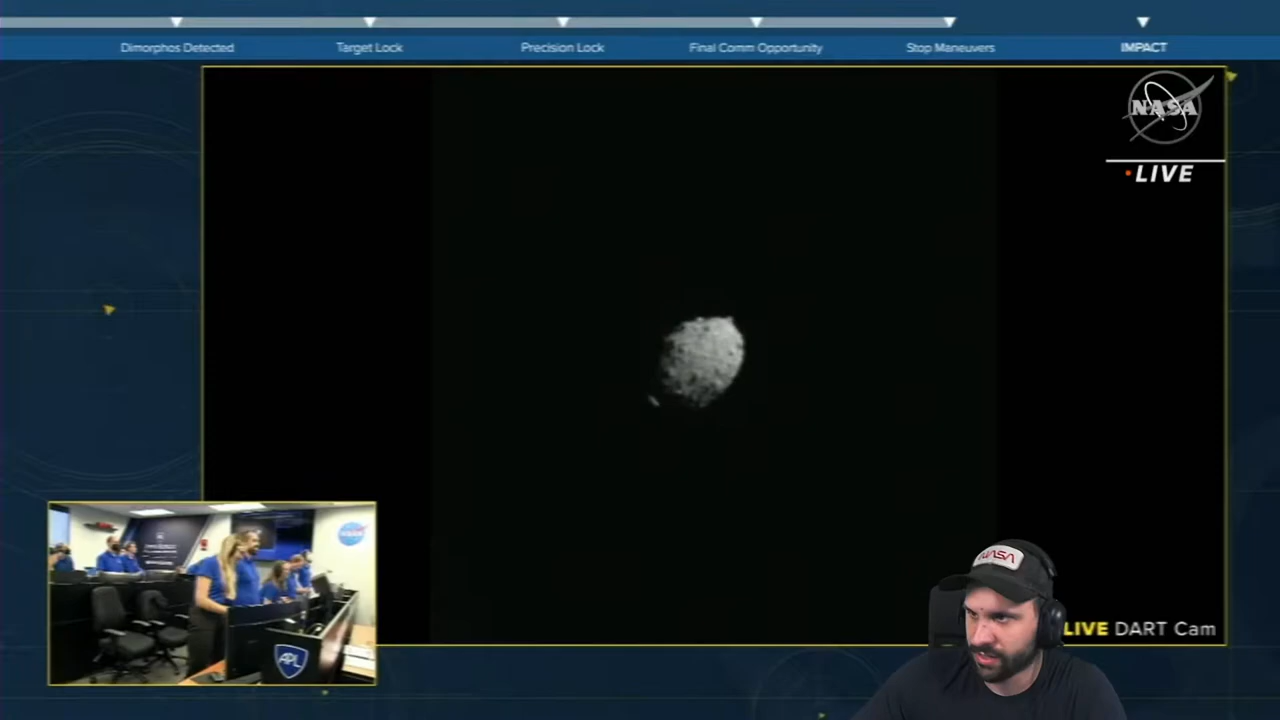 Dimorphos Detected
Target Lock
Precision Lock
Final Comm Opportunity
Stop Maneuvers
IMPACT
NASA
LIVE
NASA
APL
NASA
LIVE DART Cam